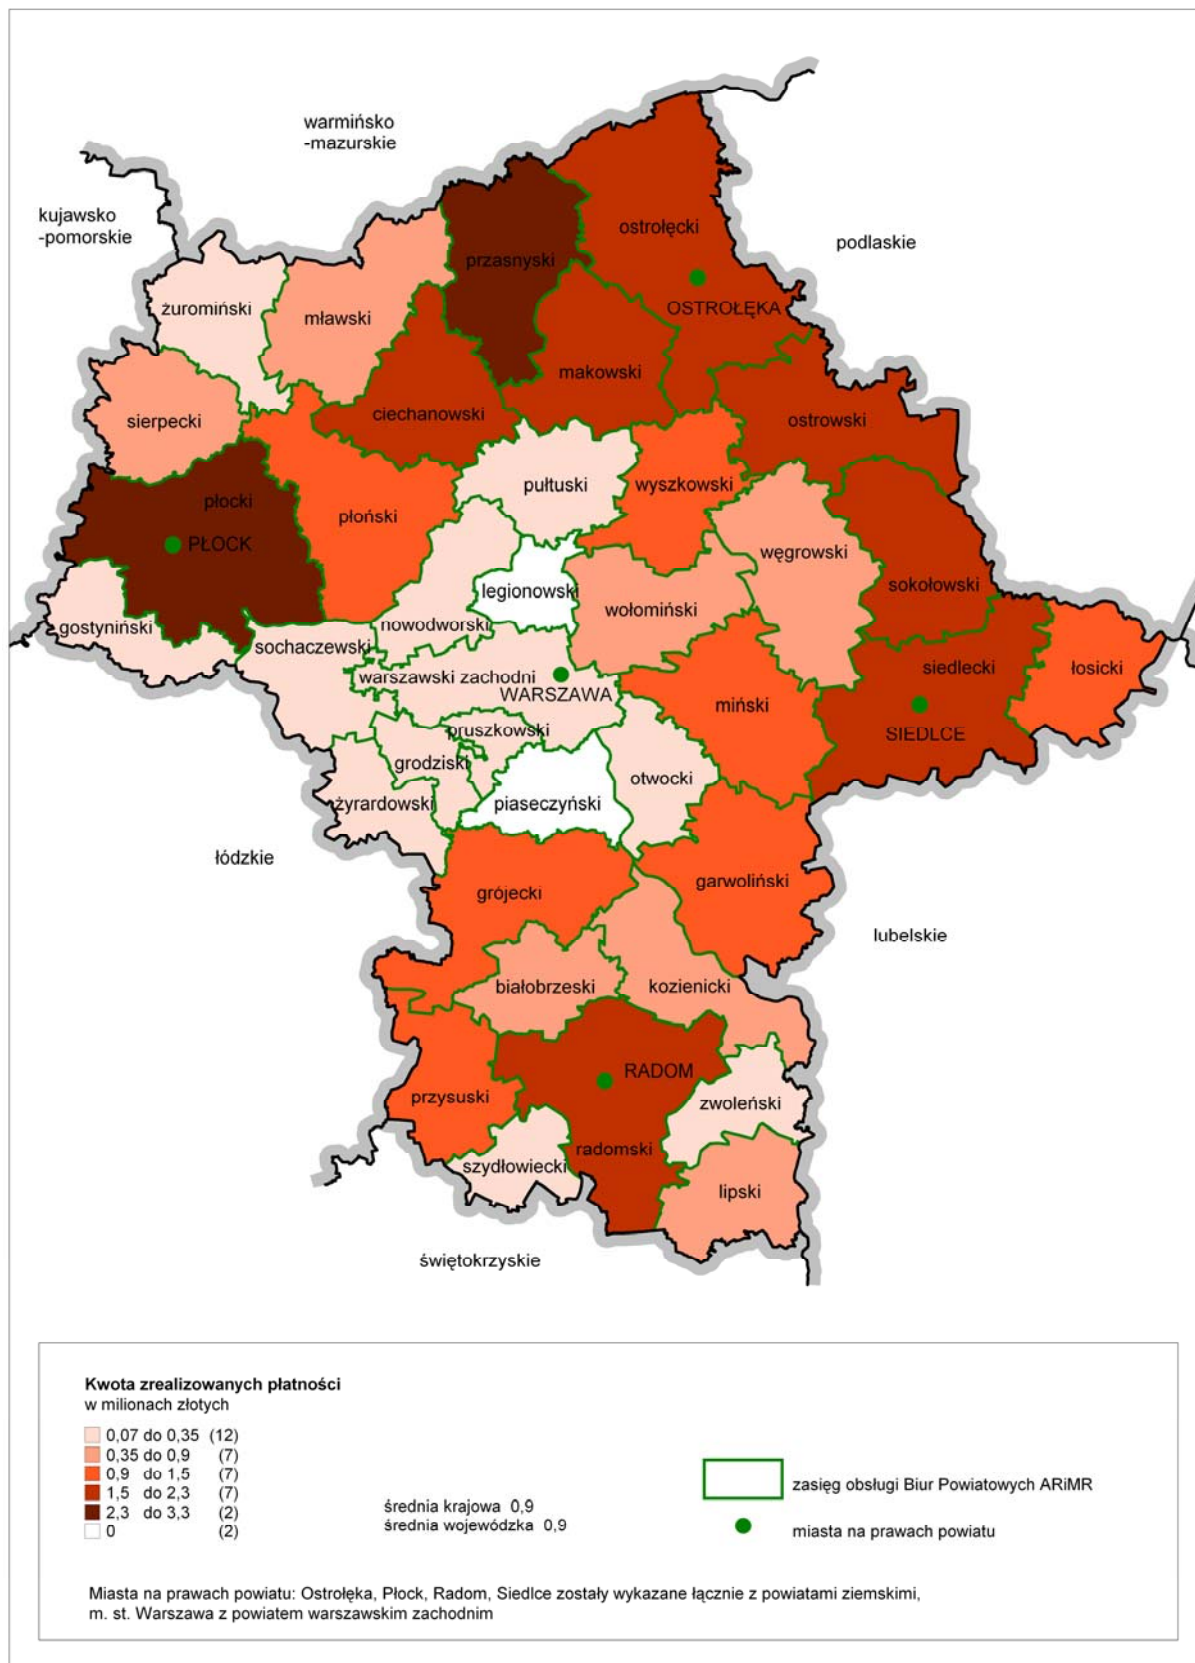 warmińsko
-mazurskie
kujawsko
-pomorskie
podlaskie
ostrołęcki
przasnyski
OSTROŁĘKA
żuromiński
mławski
makowski
ciechanowski
sierpecki
ostrowski
pułtuski
wyszkowski
płocki
płoński
PŁOCK
węgrowski
sokołowski
legionowski
wołomiński
gostyniński
nowodworski
sochaczewski
warszawski zachodni
WARSZAWA
siedlecki
łosicki
miński
SIEDLCE
pruszkowski
grodziski
otwocki
żyrardowski
piaseczyński
łódzkie
grójecki
garwoliński
lubelskie
białobrzeski
kozienicki
RADOM
przysuski
zwoleński
radomski
szydłowiecki
lipski
świętokrzyskie
Kwota zrealizowanych płatności
w milionach złotych
0,07 do 0,35 (12)
0,35 do 0,9 (7)
0,9 do 1,5 (7)
1,5 do 2,3 (7)
2,3 do 3,3 (2)
0 (2)
średnia krajowa 0,9
średnia wojewódzka 0,9
zasięg obsługi Biur Powiatowych ARiMR
miasta na prawach powiatu
Miasta na prawach powiatu: Ostrołęka, Płock, Radom, Siedlce zostały wykazane łącznie z powiatami ziemskimi,
m. st. Warszawa z powiatem warszawskim zachodnim